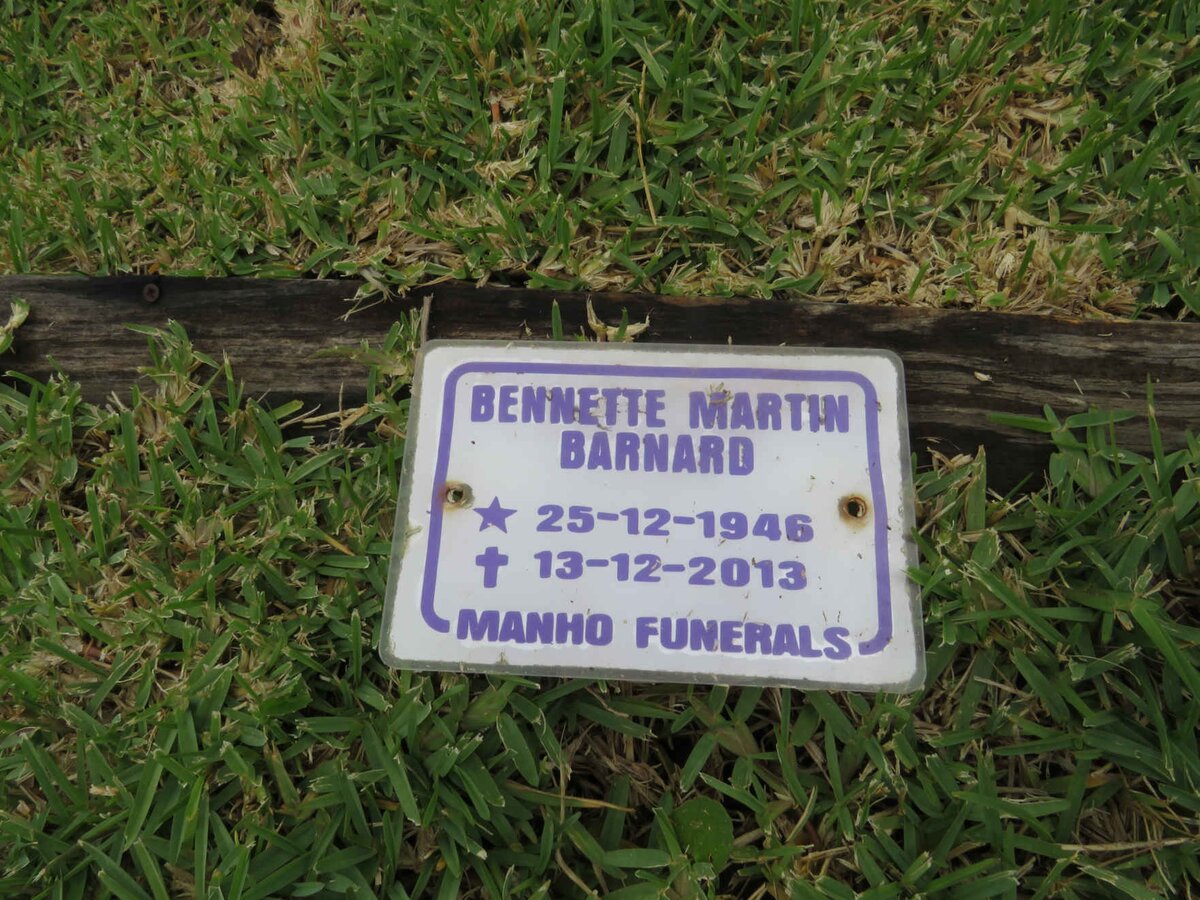 BENNETTE MARTIN
BARNARD
25-12-1946
13-12-2013
MANHO FUNERALS